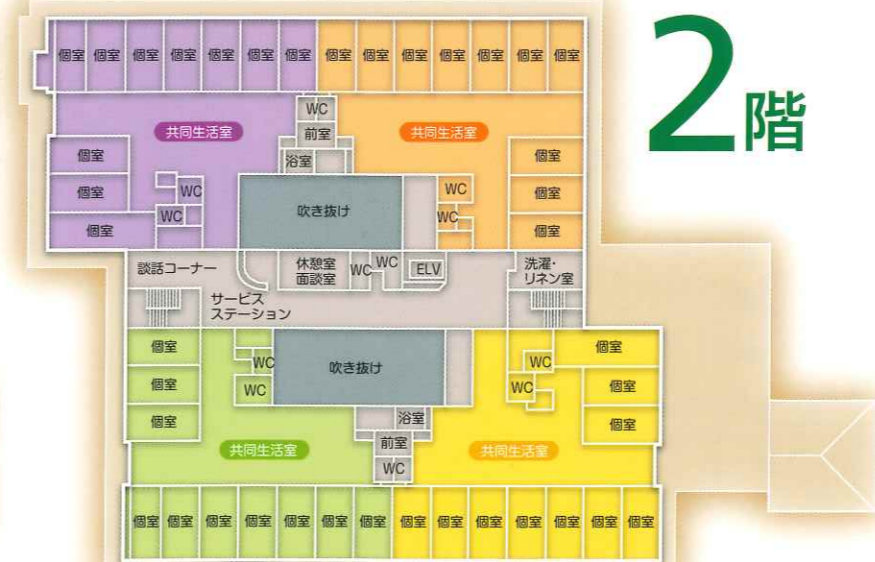 2階
個室 個室 個室 個室 個室 個室 個室 個室 個室 個室 個室 個室 個室 個室
WC
共同生活室 前室 共同生活室
個室 浴室 個室
個室 WC WC 個室
WC 吹き抜け WC
個室 個室
談話コーナー 休憩室 WC WC ELV 洗濯・
面談室 リネン室
サービス
ステーション
個室 個室
WC 吹き抜け WC
個室 WC WC 個室
個室 浴室 個室
前室
共同生活室 共同生活室
WC
個室 個室 個室 個室 個室 個室 個室 個室 個室 個室 個室 個室 個室 個室